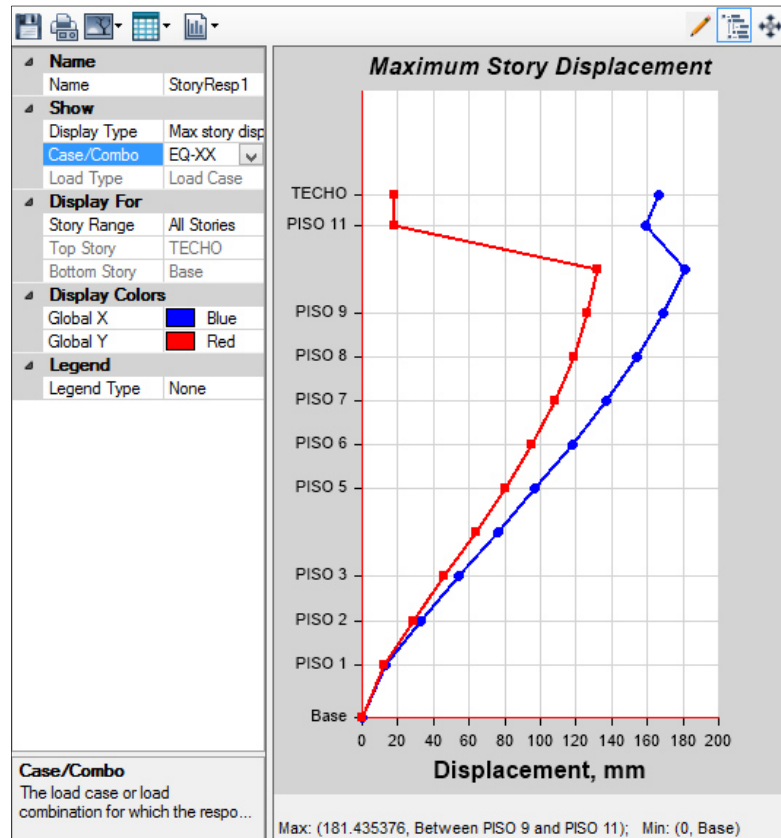 Name
Name StoryResp1
Show
Display Type Max story disp
Case/Combo EQ-XX
Load Type Load Case
Display For
Story Range All Stories
Top Story TECHO
Bottom Story Base
Display Colors
Global X Blue
Global Y Red
Legend
Legend Type None
Case/Combo
The load case or load
combination for which the respo...
Maximum Story Displacement
TECHO
PISO 11
PISO 9
PISO 8
PISO 7
PISO 6
PISO 5
PISO 3
PISO 2
PISO 1
Base
0 20 40 60 80 100 120 140 160 180 200
Displacement, mm
Max: (181.435376, Between PISO 9 and PISO 11); Min: (0, Base)